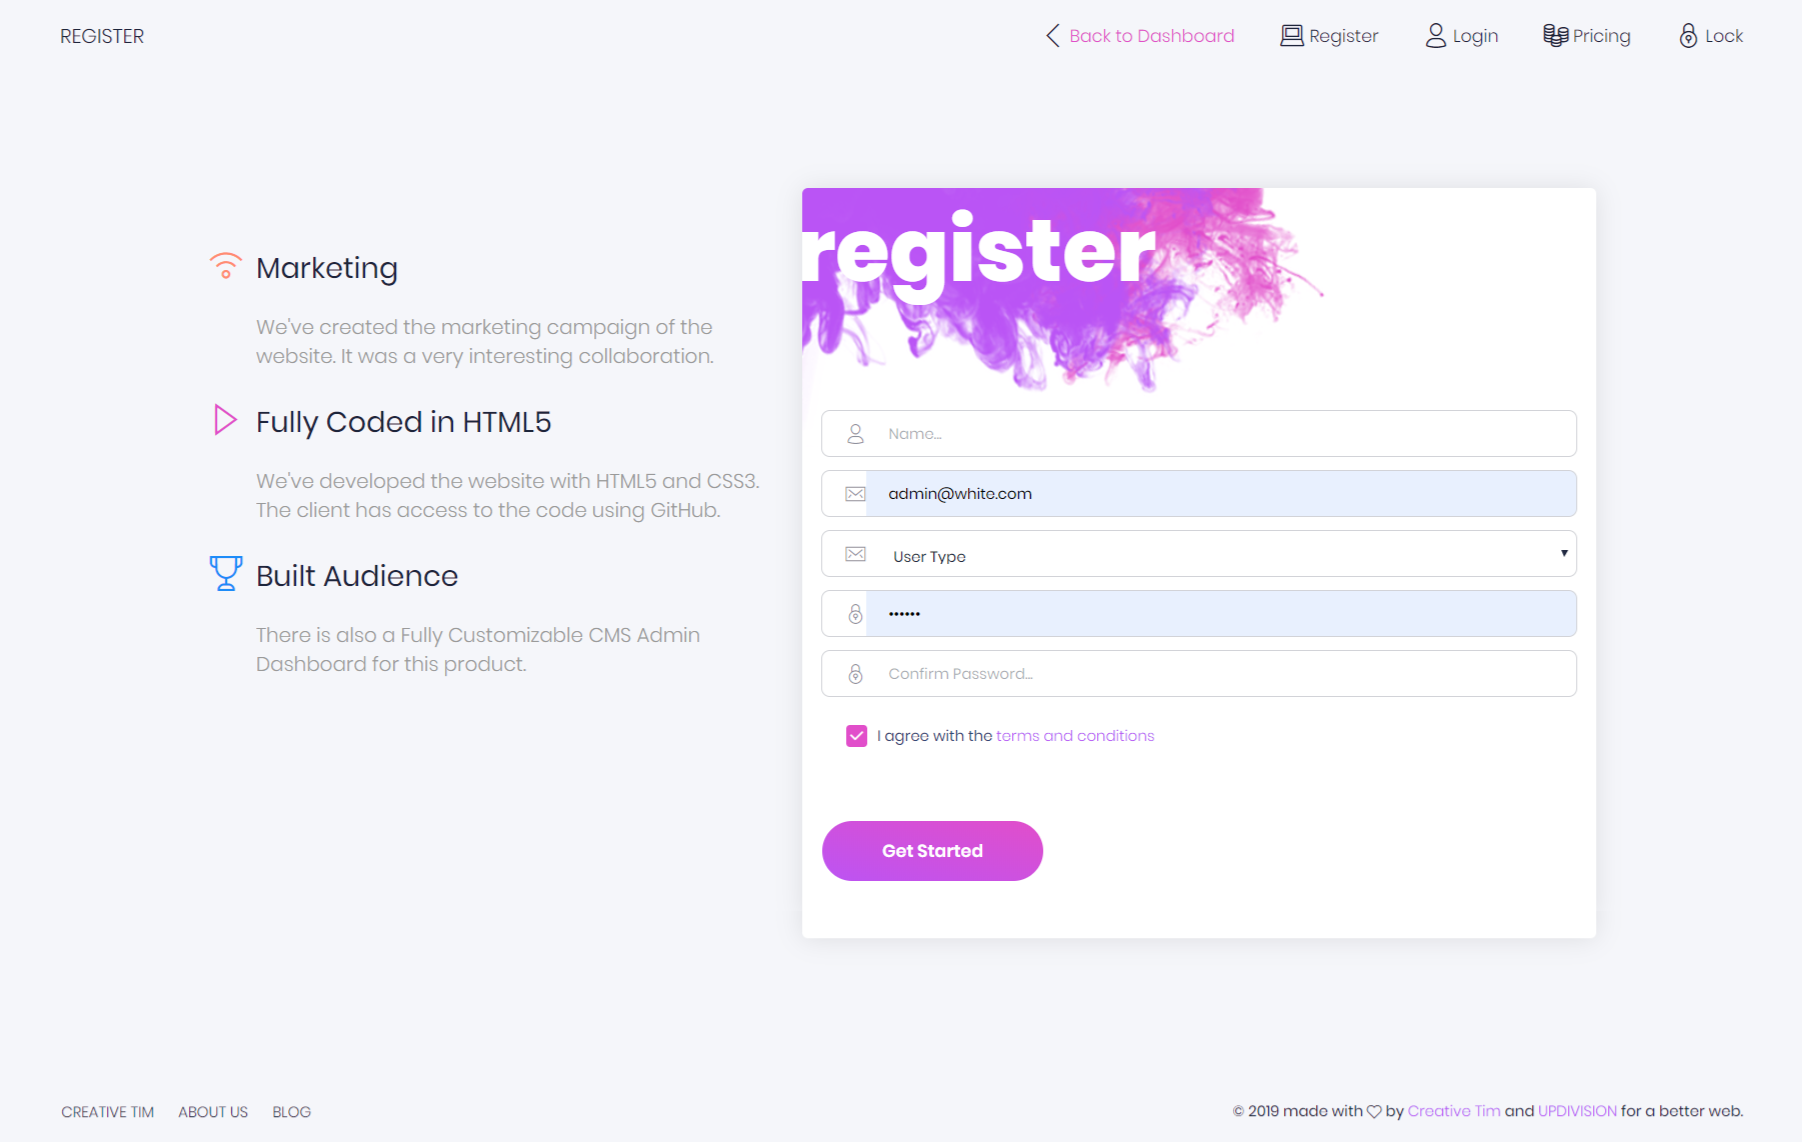 REGISTER
Back to Dashboard
Register
Login
Pricing
Lock
Marketing
We've created the marketing campaign of the
website. It was a very interesting collaboration.
Fully Coded in HTML5
We've developed the website with HTML5 and CSS3.
The client has access to the code using GitHub.
Built Audience
There is also a Fully Customizable CMS Admin
Dashboard for this product.
register
Name...
admin@white.com
User Type
••••••
Confirm Password...
I agree with the terms and conditions
Get Started
CREATIVE TIM
ABOUT US
BLOG
© 2019 made with ♡ by Creative Tim and UPDIVISION for a better web.